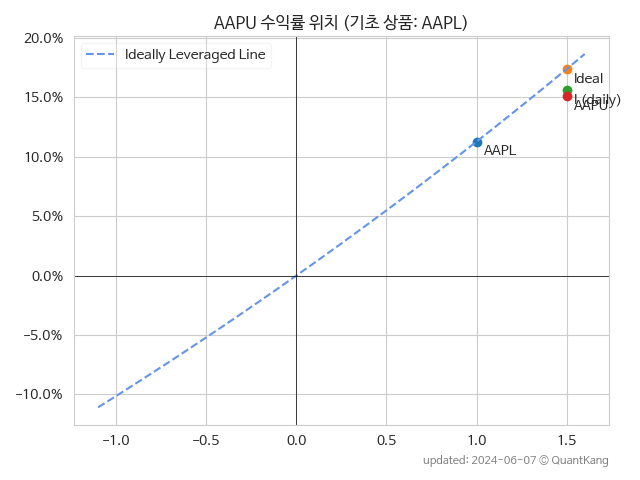 AAPU 수익률 위치 (기초 상품: AAPL)
20.0%
15.0%
10.0%
5.0%
0.0%
−5.0%
−10.0%
Ideally Leveraged Line
Ideal
(daily)
AAPU
AAPL
−1.0
−0.5
0.0
0.5
1.0
1.5
updated: 2024-06-07 © QuantKang